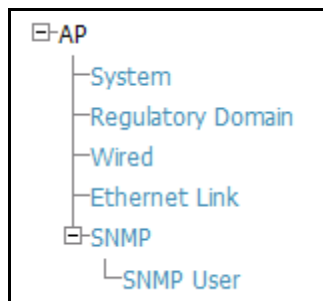 AP
System
Regulatory Domain
Wired
Ethernet Link
SNMP
SNMP User